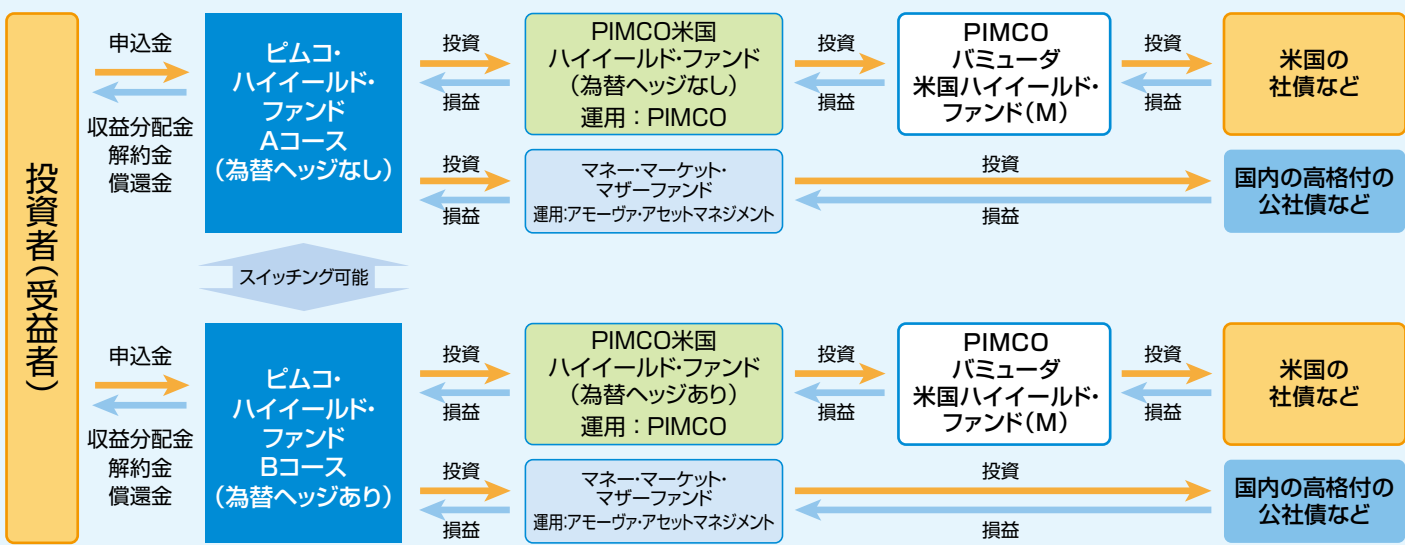 投資者(受益者)
申込金
収益分配金
解約金
償還金
ピムコ・
ハイイールド・
ファンド
Aコース
(為替ヘッジなし)
投資
損益
PIMCO米国
ハイイールド・ファンド
(為替ヘッジなし)
運用：PIMCO
投資
損益
PIMCO
バミューダ
米国ハイイールド・
ファンド(M)
投資
損益
米国の
社債など
投資
損益
マネー・マーケット・
マザーファンド
運用:アモーヴァ・アセットマネジメント
投資
損益
国内の高格付の
公社債など
スイッチング可能
申込金
収益分配金
解約金
償還金
ピムコ・
ハイイールド・
ファンド
Bコース
(為替ヘッジあり)
投資
損益
PIMCO米国
ハイイールド・ファンド
(為替ヘッジあり)
運用：PIMCO
投資
損益
PIMCO
バミューダ
米国ハイイールド・
ファンド(M)
投資
損益
米国の
社債など
投資
損益
マネー・マーケット・
マザーファンド
運用:アモーヴァ・アセットマネジメント
投資
損益
国内の高格付の
公社債など